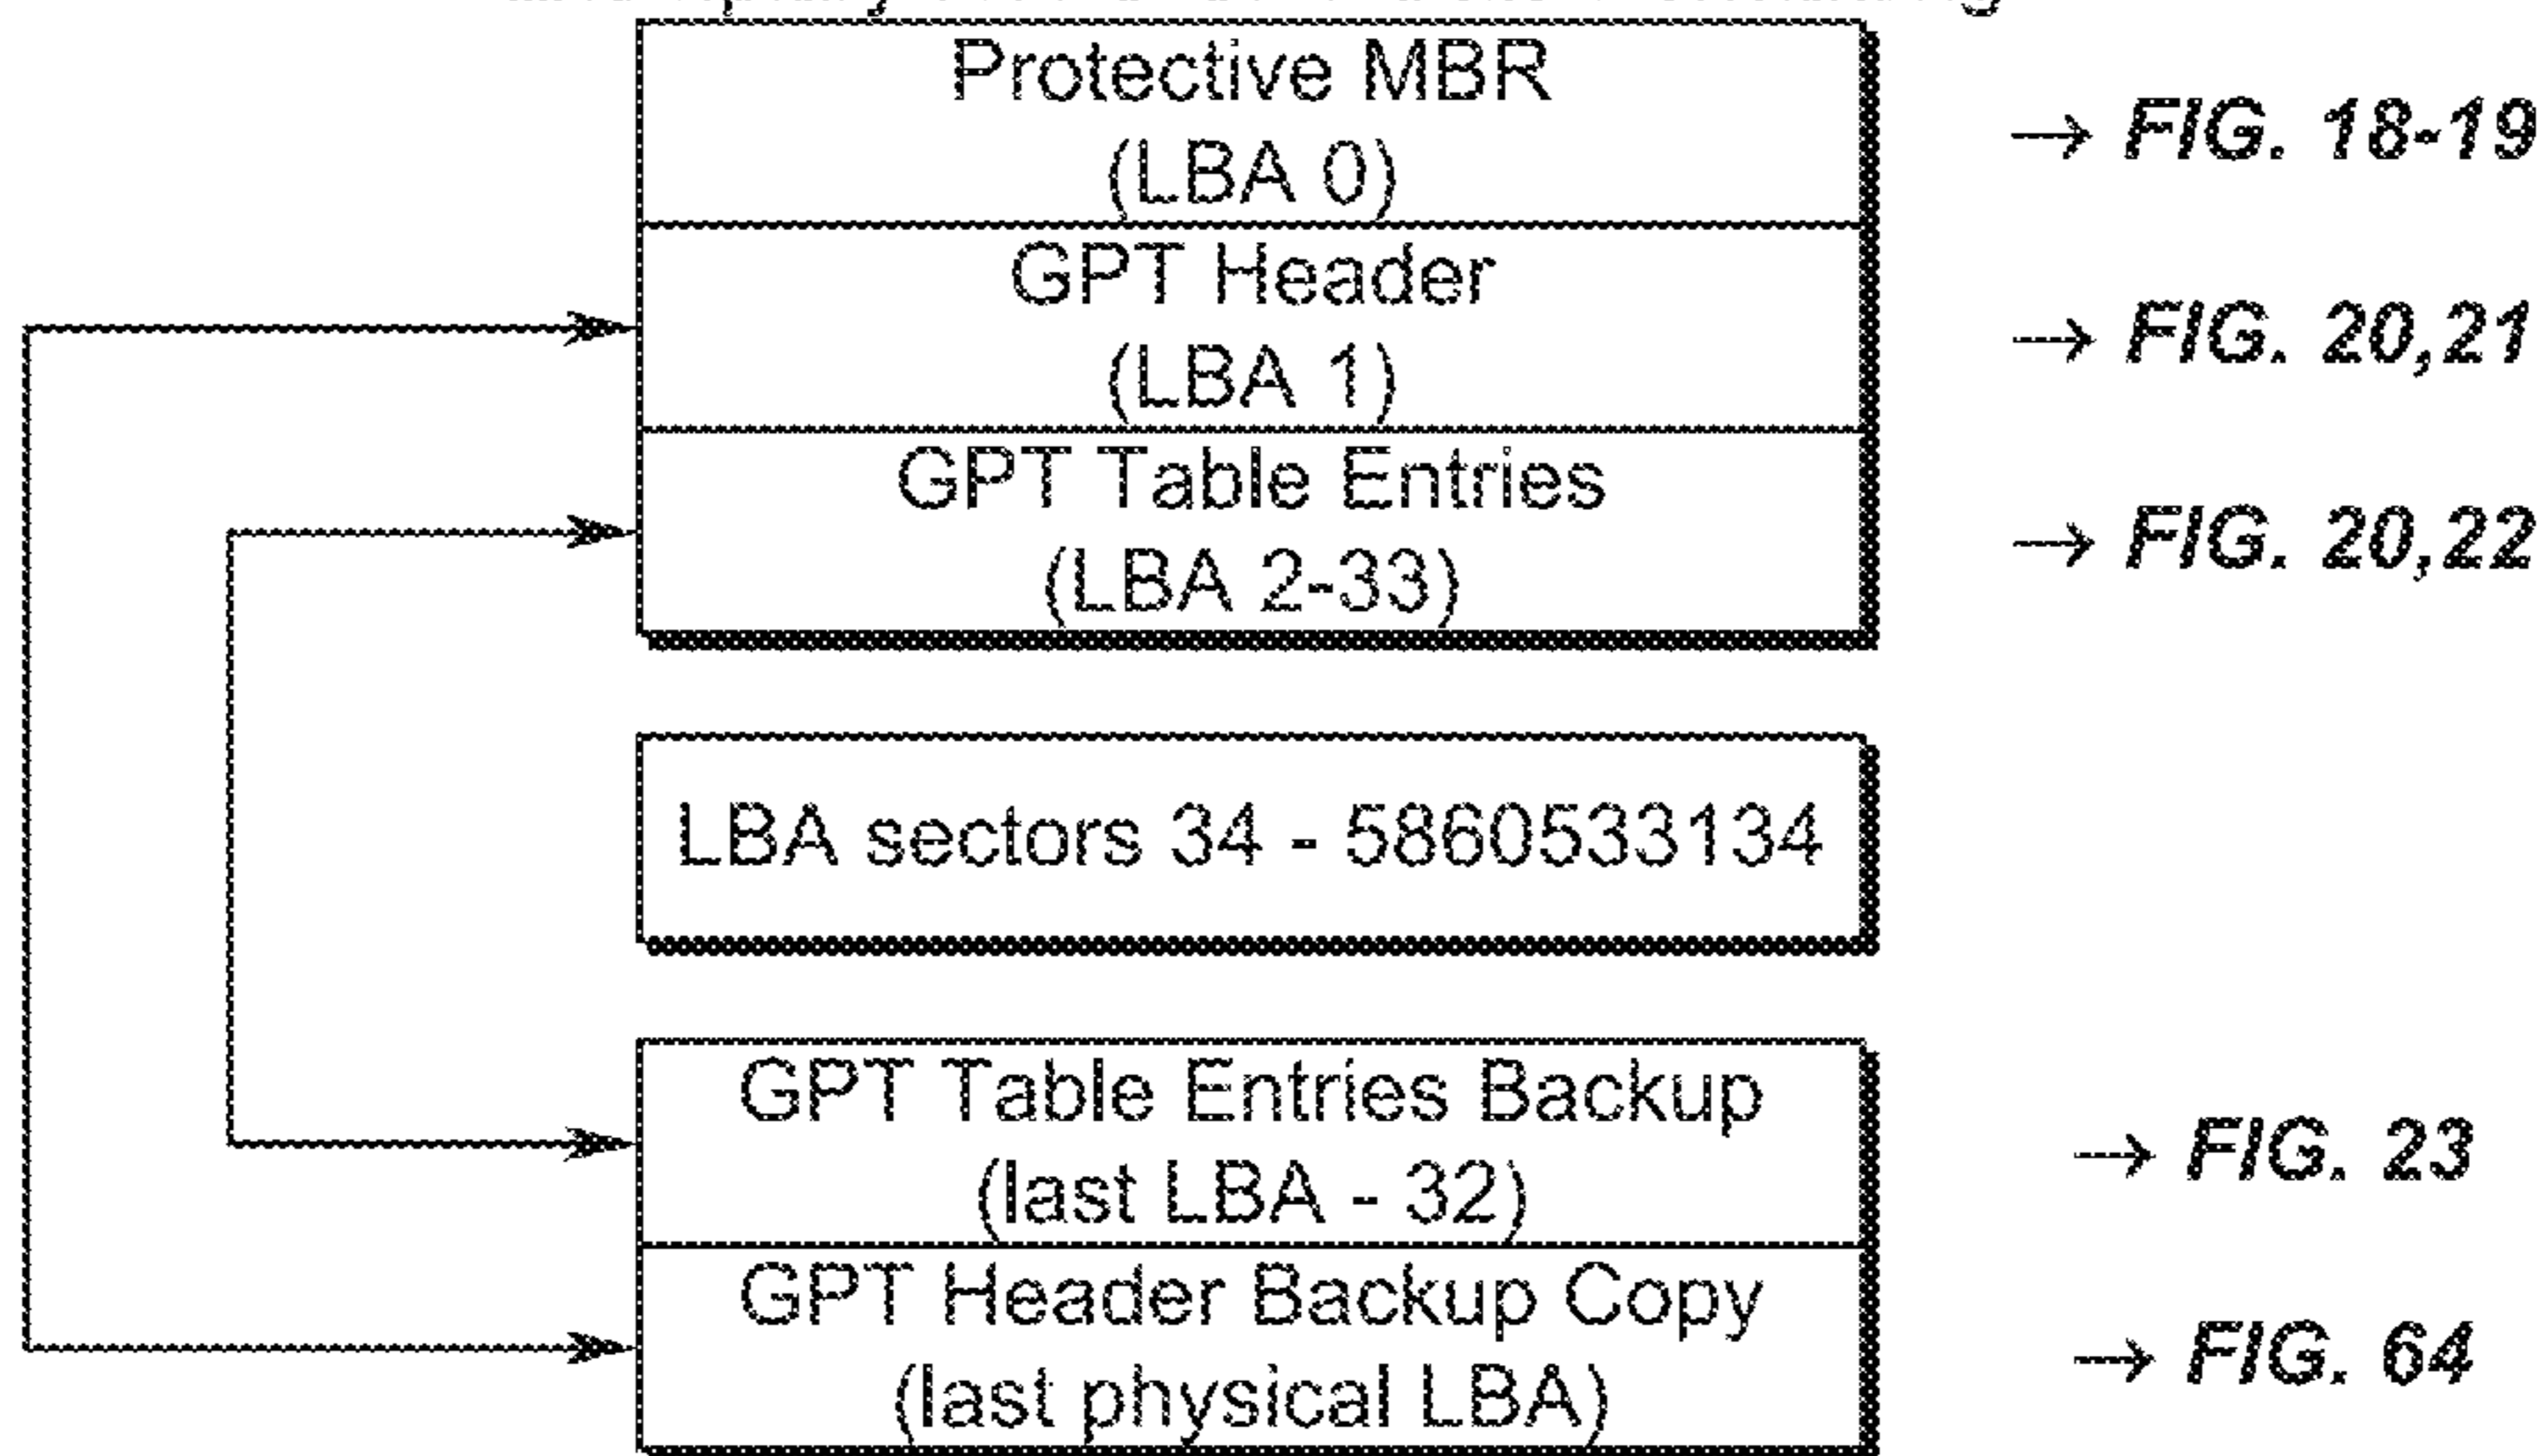 Protective MBR
(LBA 0)
→ FIG. 18-19
GPT Header
(LBA 1)
→ FIG. 20,21
GPT Table Entries
(LBA 2-33)
→ FIG. 20,22
LBA sectors 34 - 5860533134
GPT Table Entries Backup
(last LBA - 32)
→ FIG. 23
GPT Header Backup Copy
(last physical LBA)
→ FIG. 64